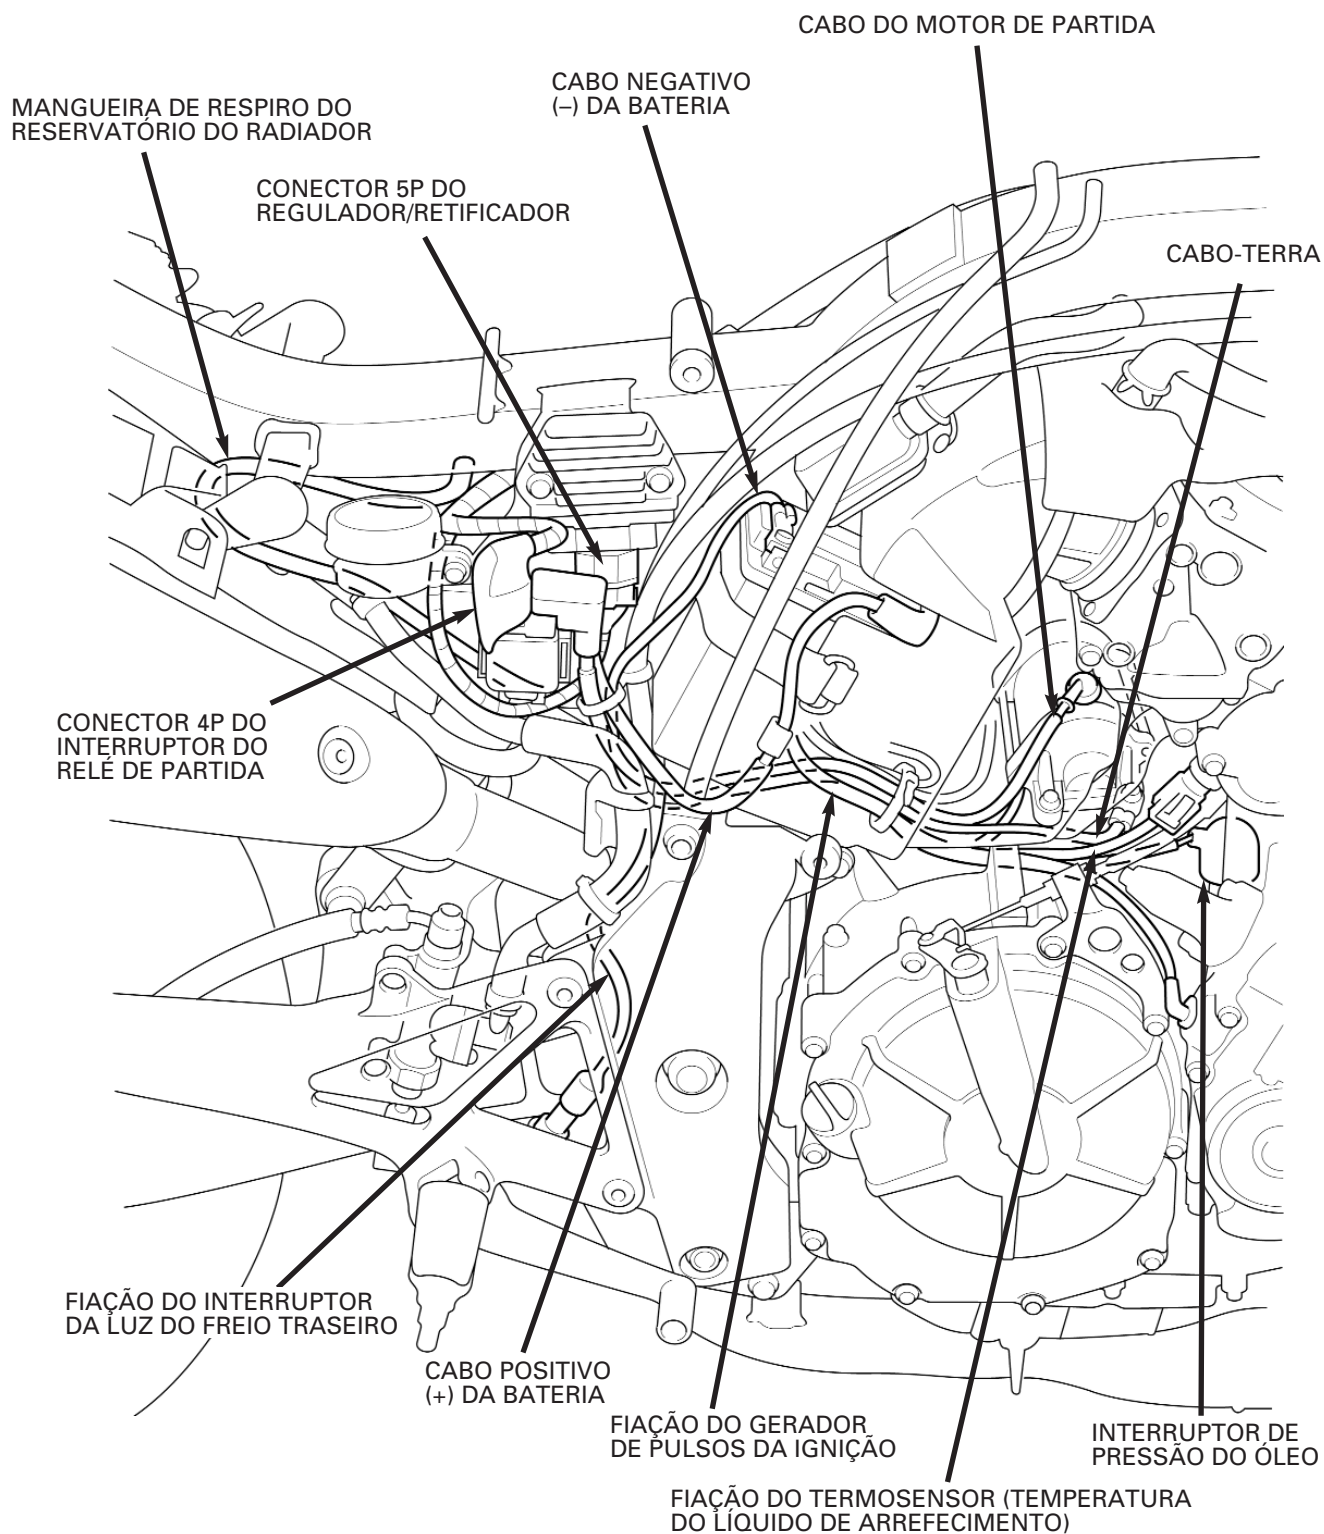 CABO DO MOTOR DE PARTIDA
CABO NEGATIVO
(–) DA BATERIA
MANGUEIRA DE RESPIRO DO
RESERVATÓRIO DO RADIADOR
CONECTOR 5P DO
REGULADOR/RETIFICADOR
CABO-TERRA
CONECTOR 4P DO
INTERRUPTOR DO
RELÉ DE PARTIDA
FIAÇÃO DO INTERRUPTOR
DA LUZ DO FREIO TRASEIRO
CABO POSITIVO
(+) DA BATERIA
FIAÇÃO DO GERADOR
DE PULSOS DA IGNIÇÃO
INTERRUPTOR DE
PRESSÃO DO ÓLEO
FIAÇÃO DO TERMOSENSOR (TEMPERATURA
DO LÍQUIDO DE ARREFECIMENTO)